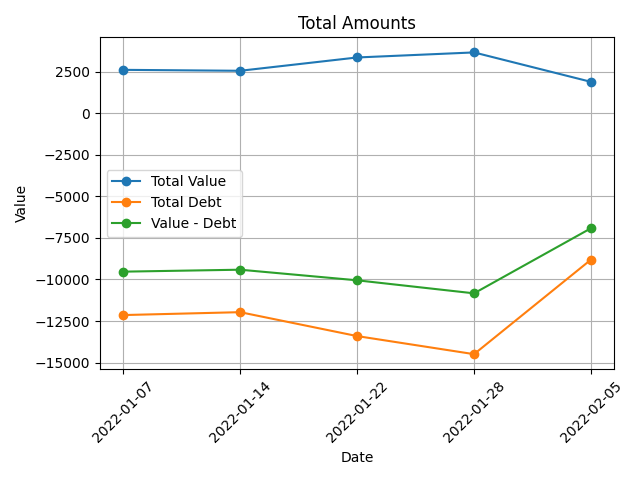 Total Amounts
Value
2500
0
−2500
−5000
−7500
−10000
−12500
−15000
Total Value
Total Debt
Value - Debt
2022-01-07
2022-01-14
2022-01-22
2022-01-28
2022-02-05
Date